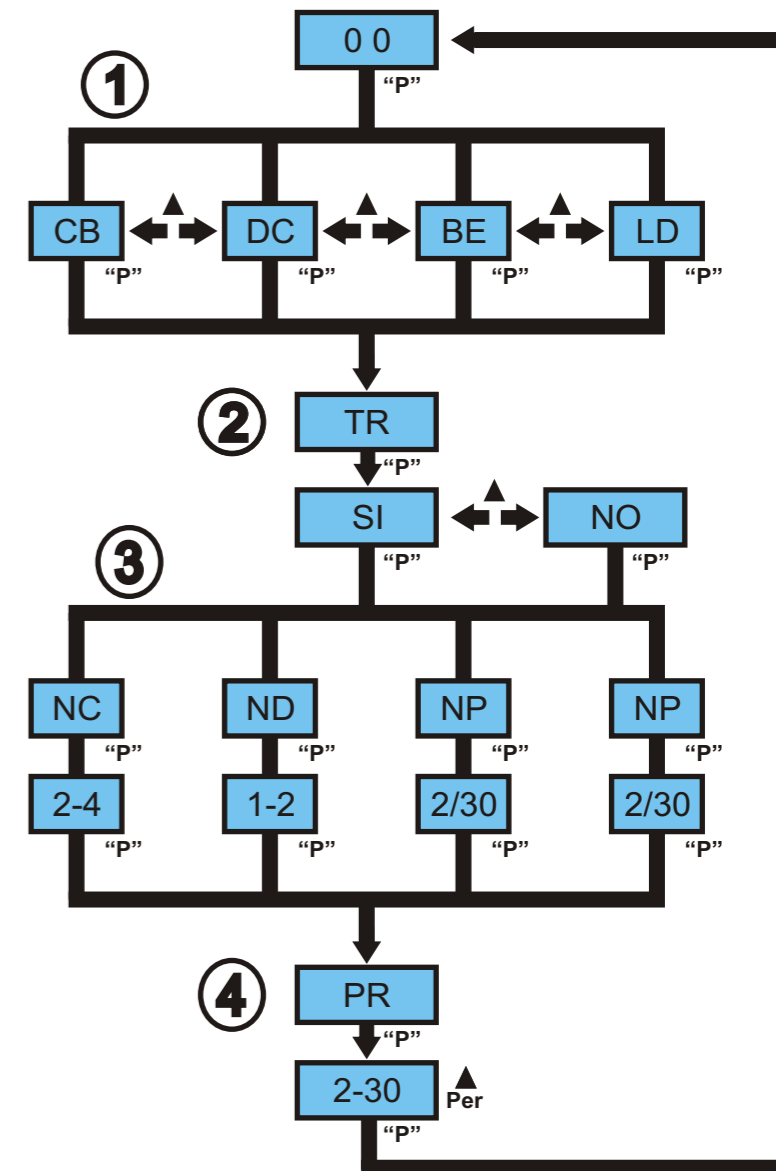 0 0
“P”
1
CB DC BE LD
“P” “P” “P” “P”
2
TR
“P”
SI NO
“P” “P”
3
NC ND NP NP
“P” “P” “P” “P”
2-4 1-2 2/30 2/30
“P” “P” “P” “P”
4
PR
“P”
2-30 Per
“P”